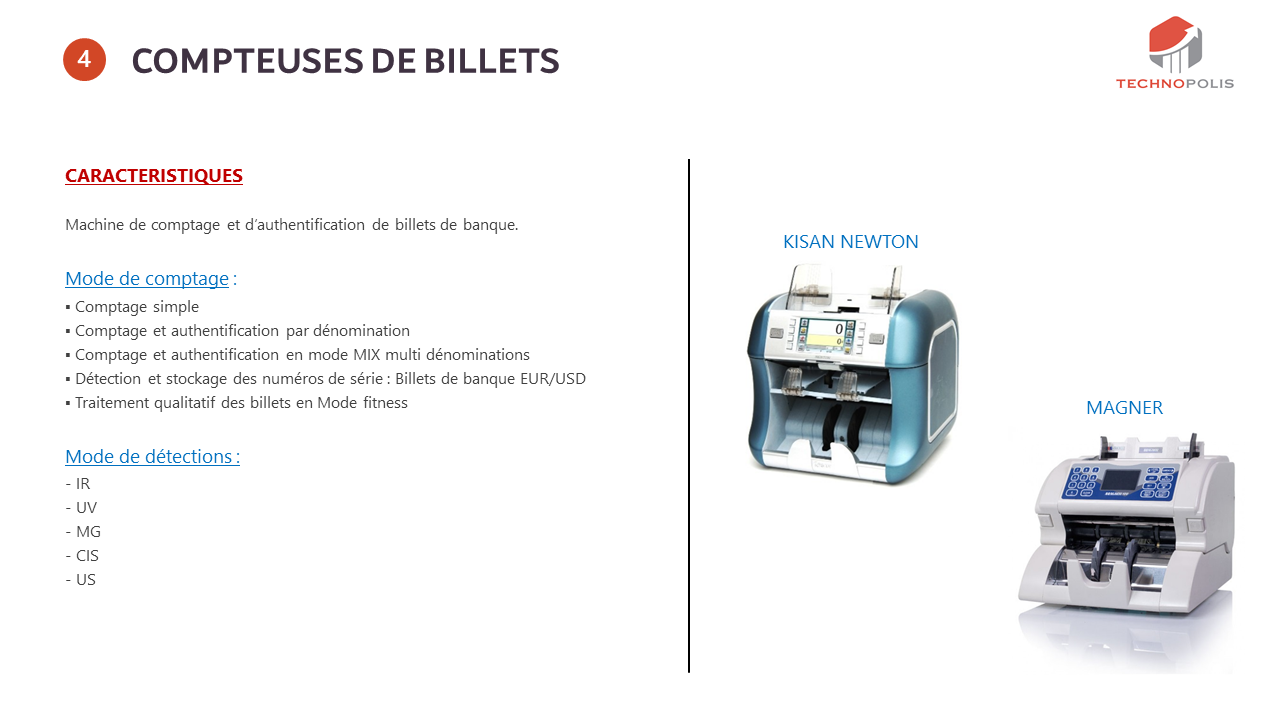 4
COMPTEUSES DE BILLETS
TECHNOPOLIS
CARACTERISTIQUES
Machine de comptage et d’authentification de billets de banque.
Mode de comptage :
▪ Comptage simple
▪ Comptage et authentification par dénomination
▪ Comptage et authentification en mode MIX multi dénominations
▪ Détection et stockage des numéros de série : Billets de banque EUR/USD
▪ Traitement qualitatif des billets en Mode fitness
Mode de détections :
- IR
- UV
- MG
- CIS
- US
KISAN NEWTON
0
0
MAGNER